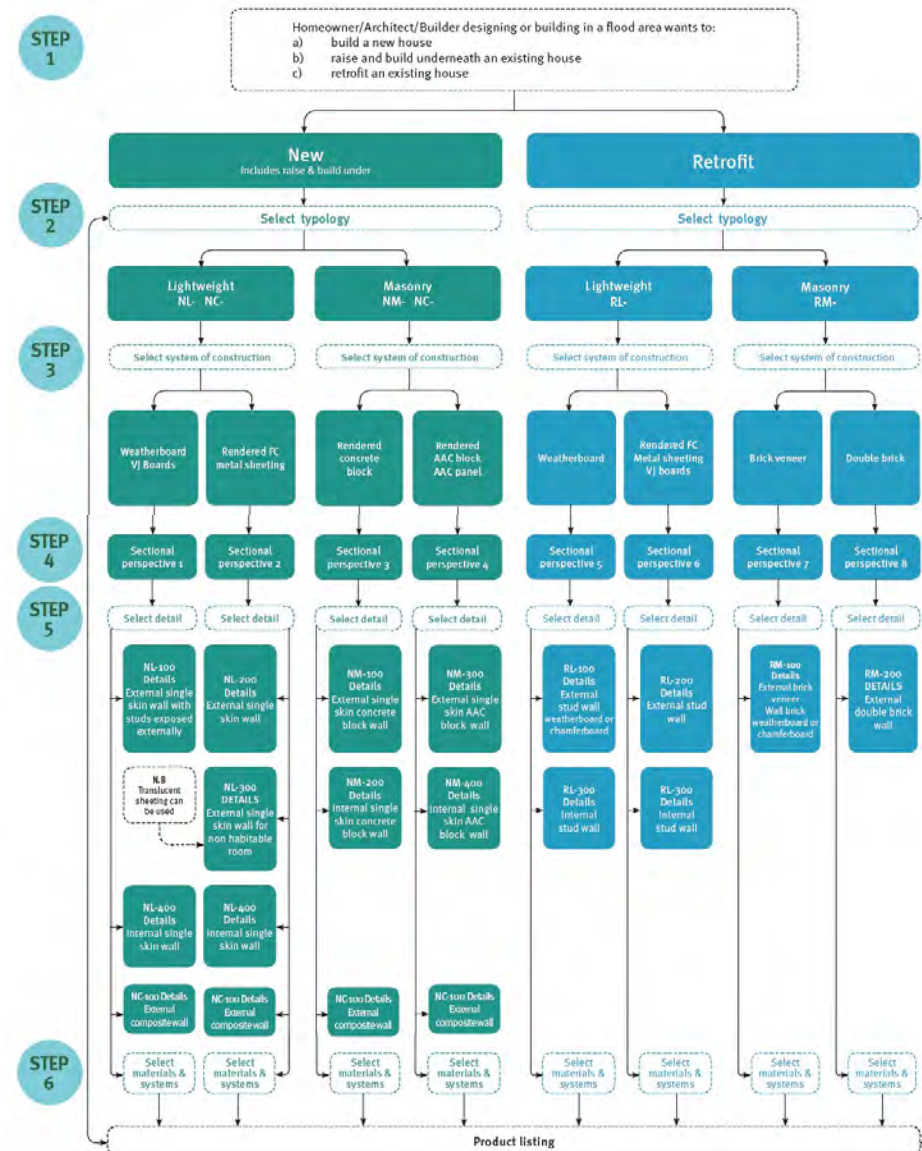 STEP
1
Homeowner/Architect/Builder designing or building in a flood area wants to:
a) build a new house
b) raise and build underneath an existing house
c) retrofit an existing house
New
Includes raise & build under
Retrofit
STEP
2
Select typology
Select typology
Lightweight
NL- NC-
Masonry
NM- NC-
Lightweight
RL-
Masonry
RM-
STEP
3
Select system of construction
Select system of construction
Select system of construction
Select system of construction
Weatherboard
VJ Boards
Rendered FC
metal sheeting
Rendered
concrete
block
Rendered
AAC block
AAC panel
Weatherboard
Rendered FC
Metal sheeting
VJ boards
Brick veneer
Double brick
STEP
4
Sectional
perspective 1
Sectional
perspective 2
Sectional
perspective 3
Sectional
perspective 4
Sectional
perspective 5
Sectional
perspective 6
Sectional
perspective 7
Sectional
perspective 8
STEP
5
Select detail
Select detail
Select detail
Select detail
Select detail
Select detail
Select detail
Select detail
NL-100
Details
External single
skin wall with
studs exposed
externally
NL-200
Details
External single
skin wall
NM-100
Details
External single
skin concrete
block wall
NM-300
Details
External single
skin AAC
block wall
RL-100
Details
External
stud wall
weatherboard or
chamferboard
RL-200
Details
External stud
wall
RM-100
Details
External brick
veneer
Wall brick
weatherboard or
chamferboard
RM-200
DETAILS
External
double brick
wall
N.B
Translucent
sheeting can
be used
NL-300
DETAILS
External single
skin wall for
non habitable
room
NM-200
Details
Internal single
skin concrete
block wall
NM-400
Details
Internal single
skin AAC
block wall
RL-300
Details
Internal
stud wall
RL-300
Details
Internal
stud wall
NL-400
Details
Internal single
skin wall
NL-400
Details
Internal single
skin wall
NC-100 Details
External
composite wall
NC-100 Details
External
composite wall
NC-100 Details
External
composite wall
NC-100 Details
External
composite wall
STEP
6
Select
materials &
systems
Select
materials &
systems
Select
materials &
systems
Select
materials &
systems
Select
materials &
systems
Select
materials &
systems
Select
materials &
systems
Select
materials &
systems
Product listing